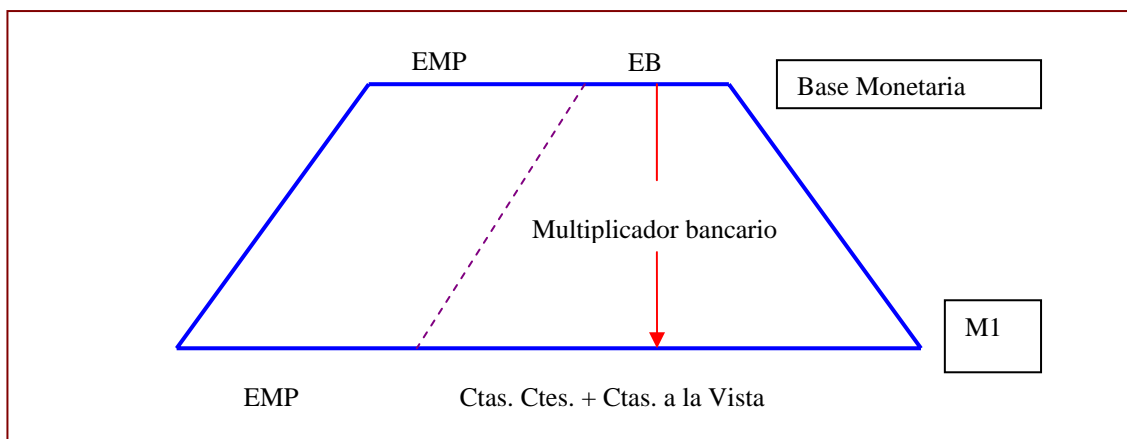 EMP EB
Base Monetaria
Multiplicador bancario
M1
EMP Ctas. Ctes. + Ctas. a la Vista